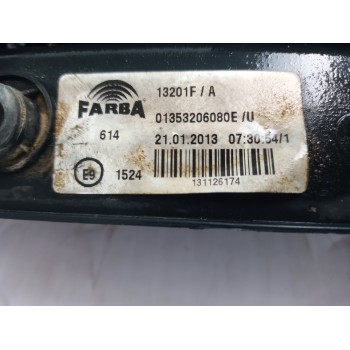 FARBA
13201F / A
01353206080E /U
614
21.01.2013 07:30:54/1
E9 1524
131126174